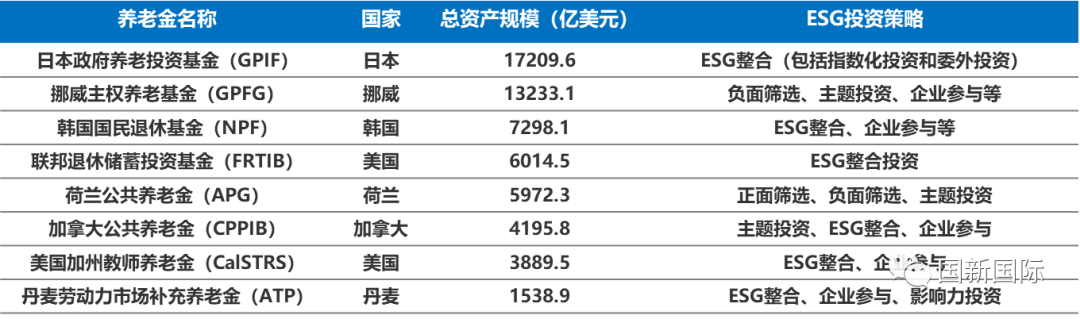 养老金名称 国家 总资产规模（亿美元） ESG投资策略
日本政府养老投资基金（GPIF） 日本 17209.6 ESG整合（包括指数化投资和委外投资）
挪威主权养老基金（GPFG） 挪威 13233.1 负面筛选、主题投资、企业参与等
韩国国民退休基金（NPF） 韩国 7298.1 ESG整合、企业参与等
联邦退休储蓄投资基金（FRTIB） 美国 6014.5 ESG整合投资
荷兰公共养老金（APG） 荷兰 5972.3 正面筛选、负面筛选、主题投资
加拿大公共养老金（CPPIB） 加拿大 4195.8 主题投资、ESG整合、企业参与
美国加州教师养老金（CalSTRS） 美国 3889.5 ESG整合、企业参与
国新国际
丹麦劳动力市场补充养老金（ATP） 丹麦 1538.9 ESG整合、企业参与、影响力投资